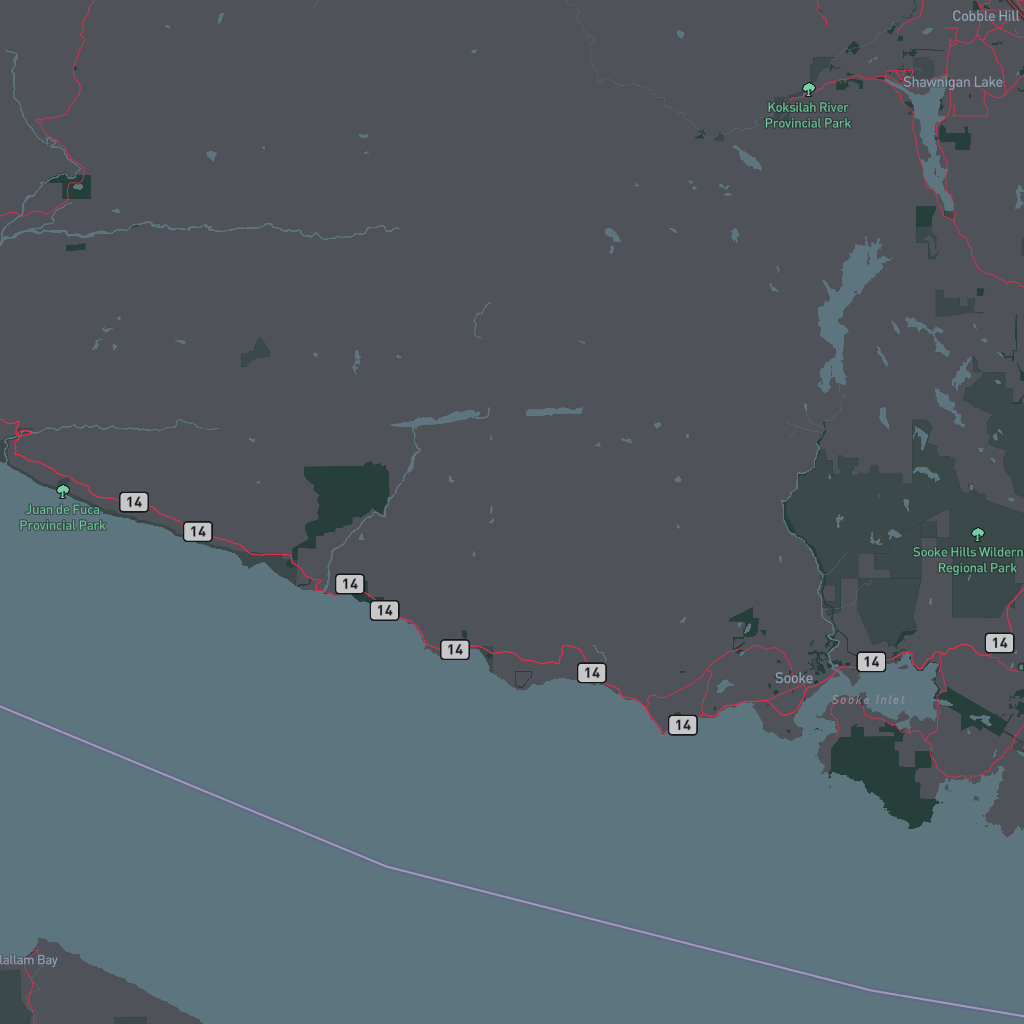 Cobble Hill
Shawnigan Lake
Koksilah River
Provincial Park
14
Juan de Fuca
Provincial Park
14
Sooke Hills Wildern
Regional Park
14
14
14
14
14
14
Sooke
Sooke Inlet
14
lallam Bay